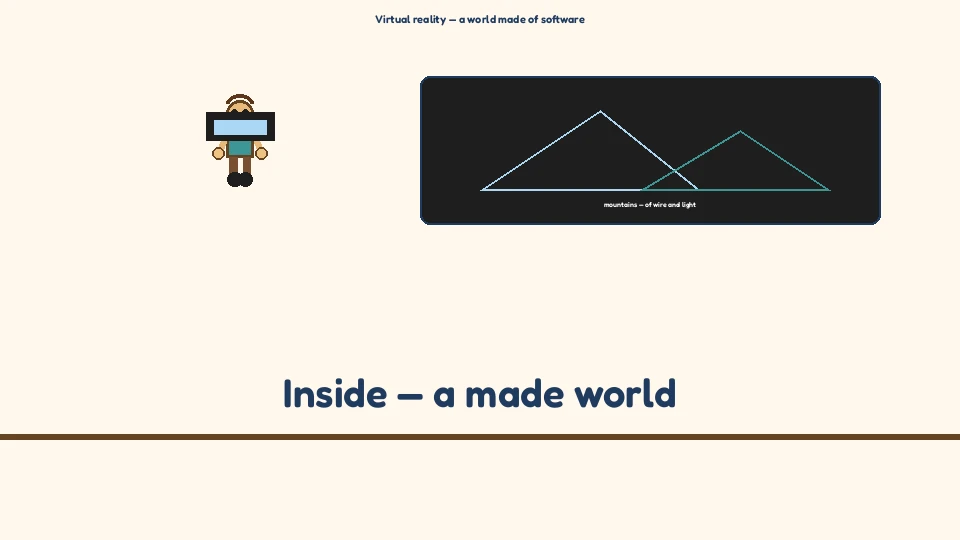 Virtual reality — a world made of software
mountains — of wire and light
Inside — a made world